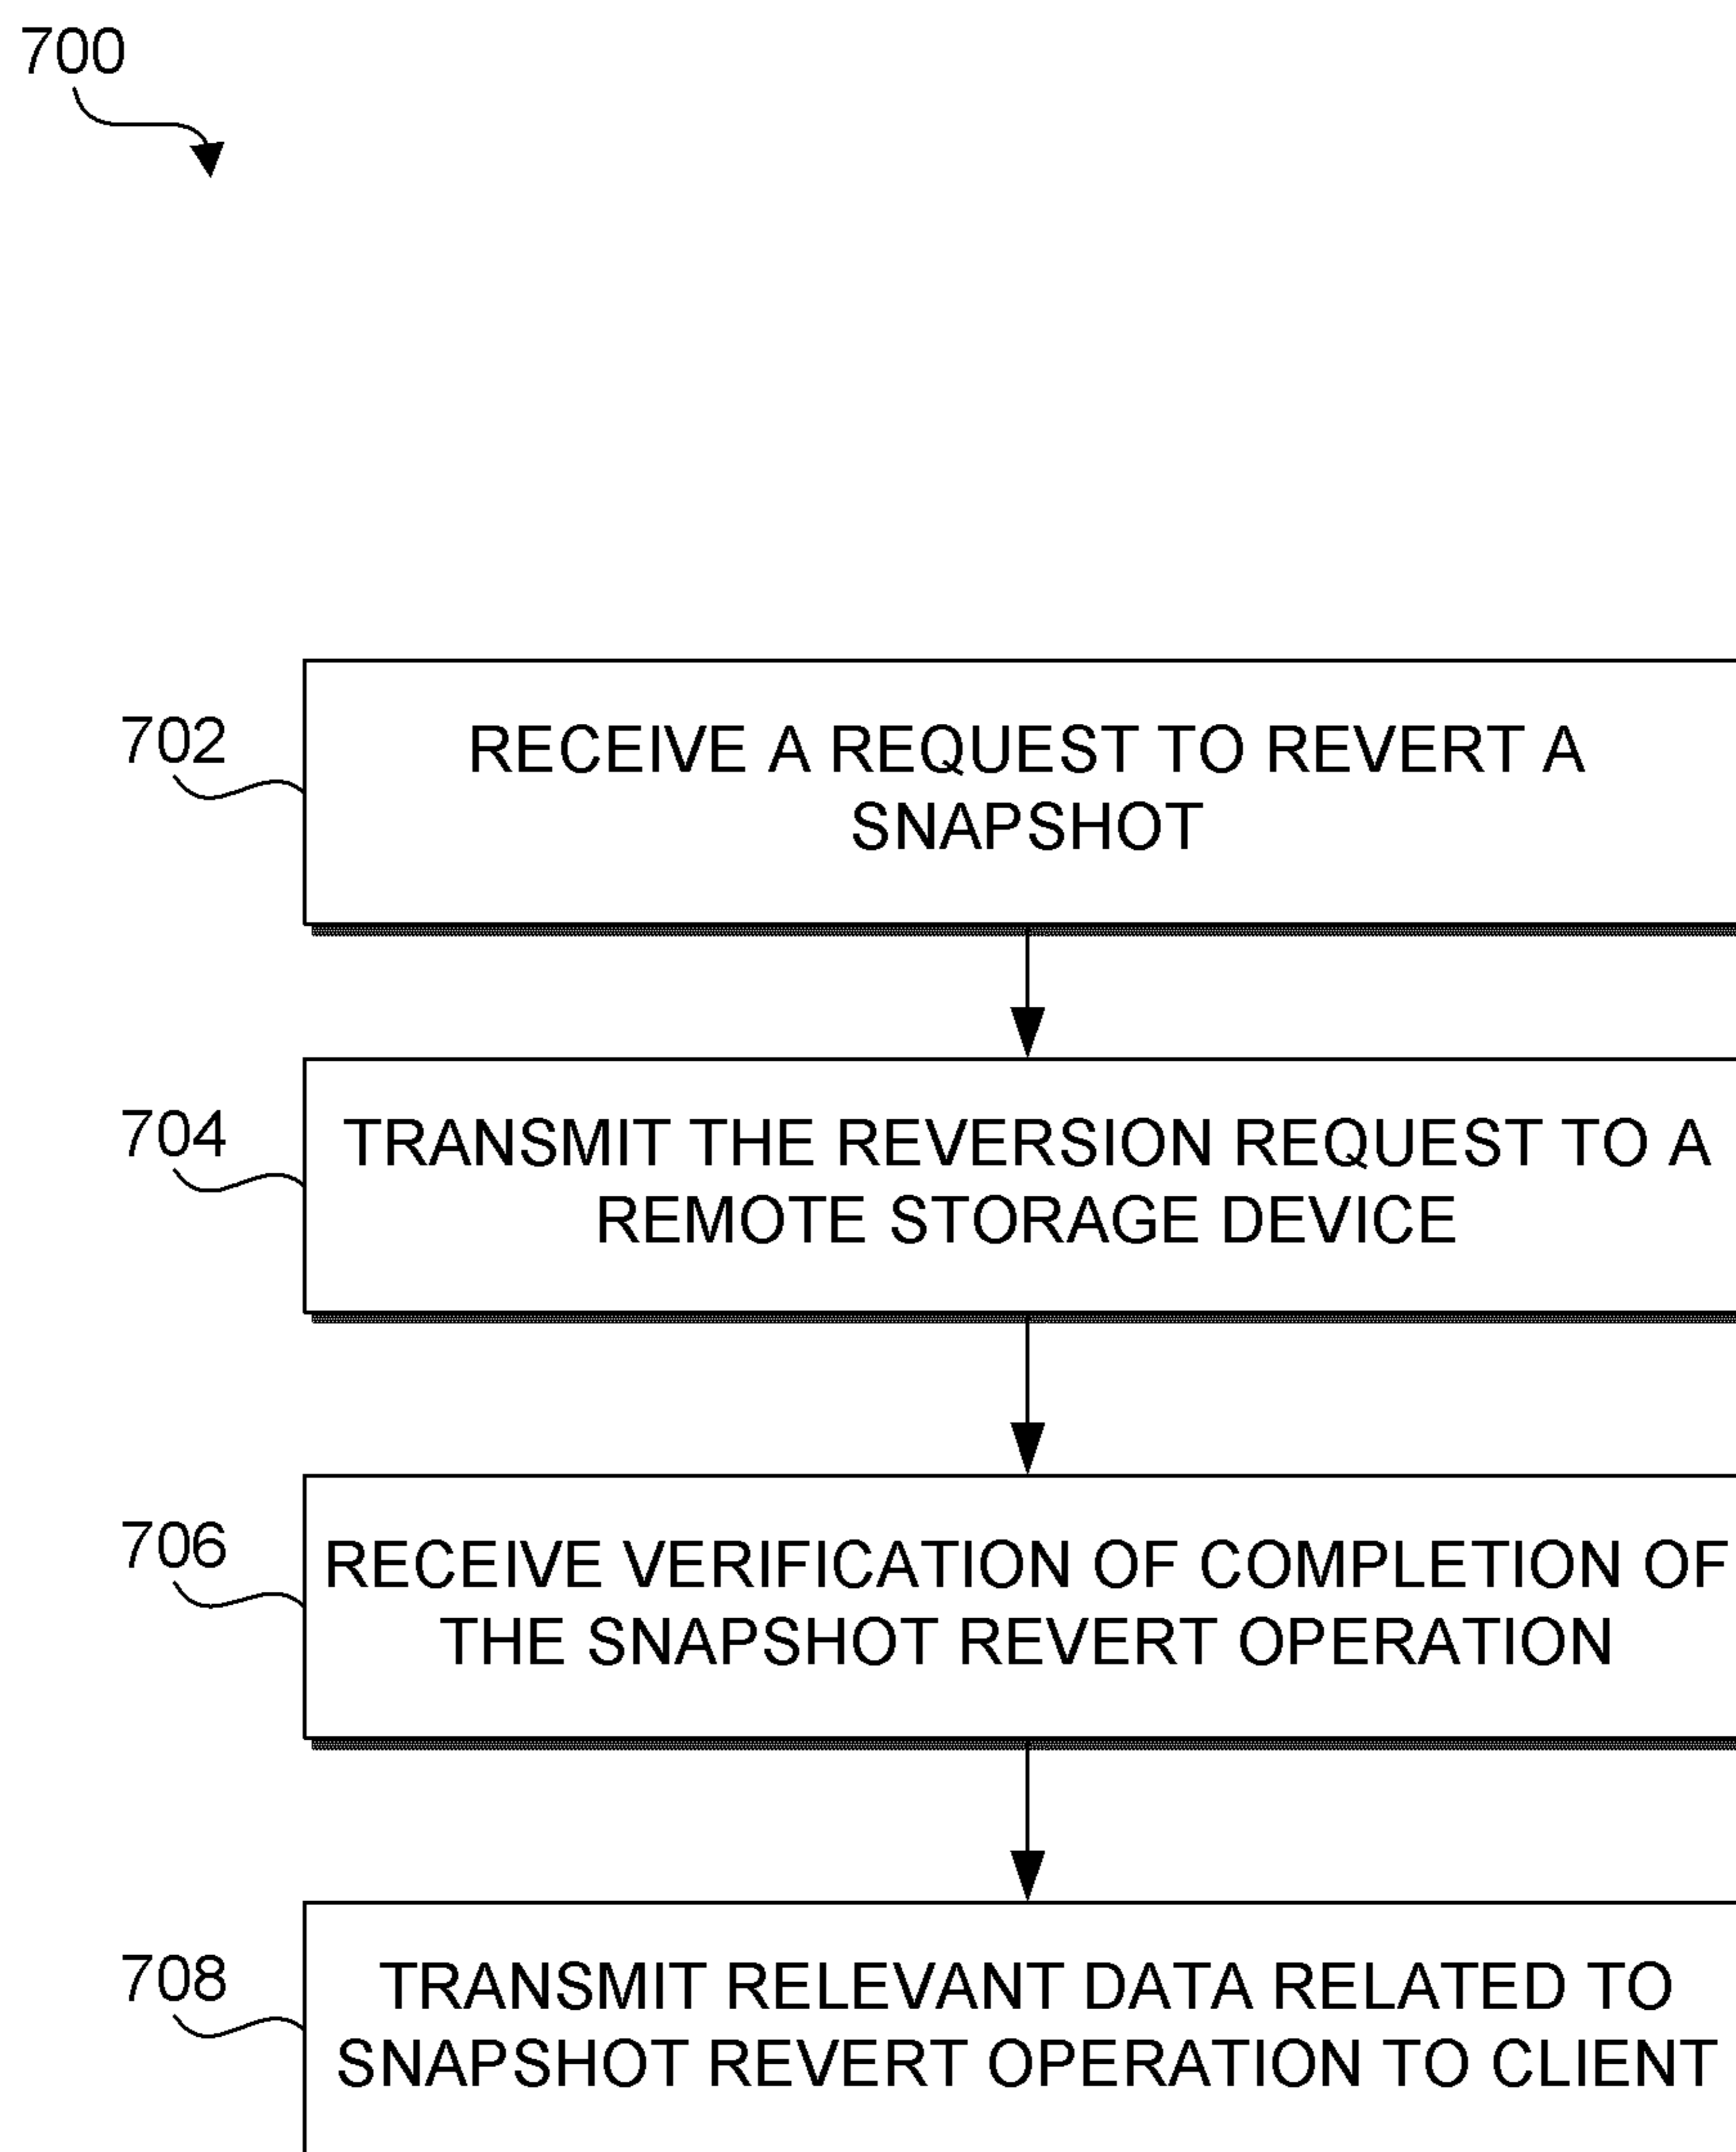 700
702
RECEIVE A REQUEST TO REVERT A
SNAPSHOT
704
TRANSMIT THE REVERSION REQUEST TO A
REMOTE STORAGE DEVICE
706
RECEIVE VERIFICATION OF COMPLETION OF
THE SNAPSHOT REVERT OPERATION
708
TRANSMIT RELEVANT DATA RELATED TO
SNAPSHOT REVERT OPERATION TO CLIENT